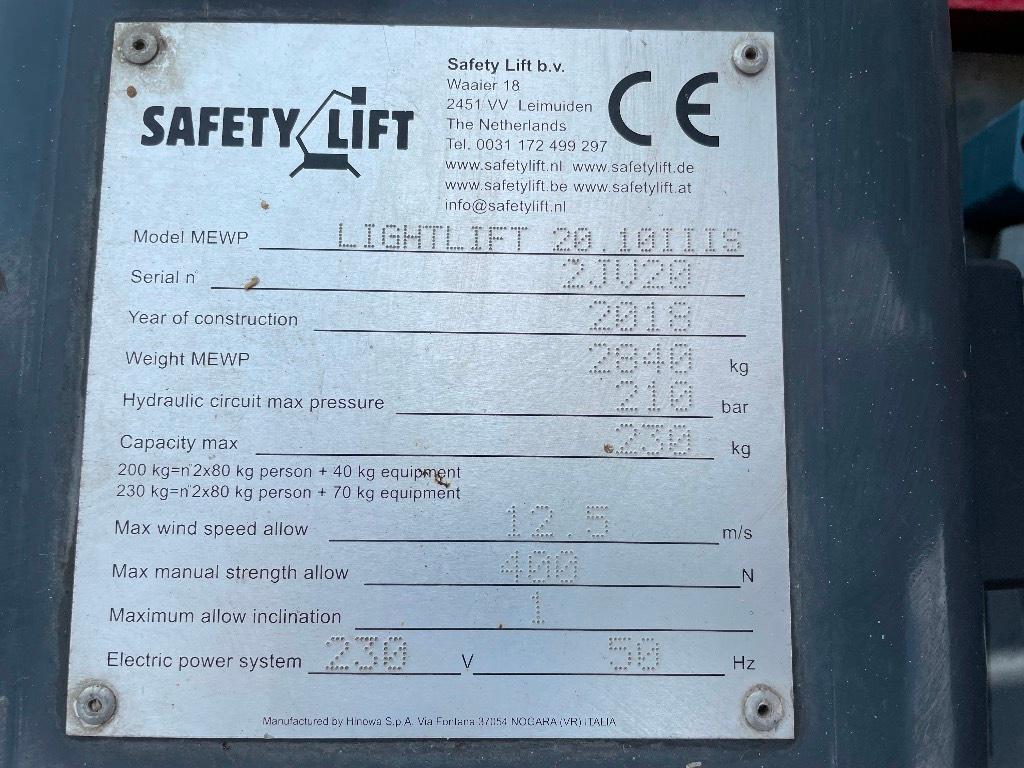 SAFETY LIFT
Safety Lift b.v.
Waaier 18
2451 VV Leimuiden
The Netherlands
Tel. 0031 172 499 297
www.safetylift.nl www.safetylift.de
www.safetylift.be www.safetylift.at
info@safetylift.nl
CE
Model MEWP LIGHTLIFT 20.10IIIS
Serial n° 2JV20
Year of construction 2018
Weight MEWP 2840 kg
Hydraulic circuit max pressure 210 bar
Capacity max 230 kg
200 kg=n°2x80 kg person + 40 kg equipment
230 kg=n°2x80 kg person + 70 kg equipment
Max wind speed allow 12.5 m/s
Max manual strength allow 400 N
Maximum allow inclination 1
Electric power system 230 V 50 Hz
Manufactured by Hinowa S.p.A. Via Fontana 37054 NOGARA (VR) ITALIA